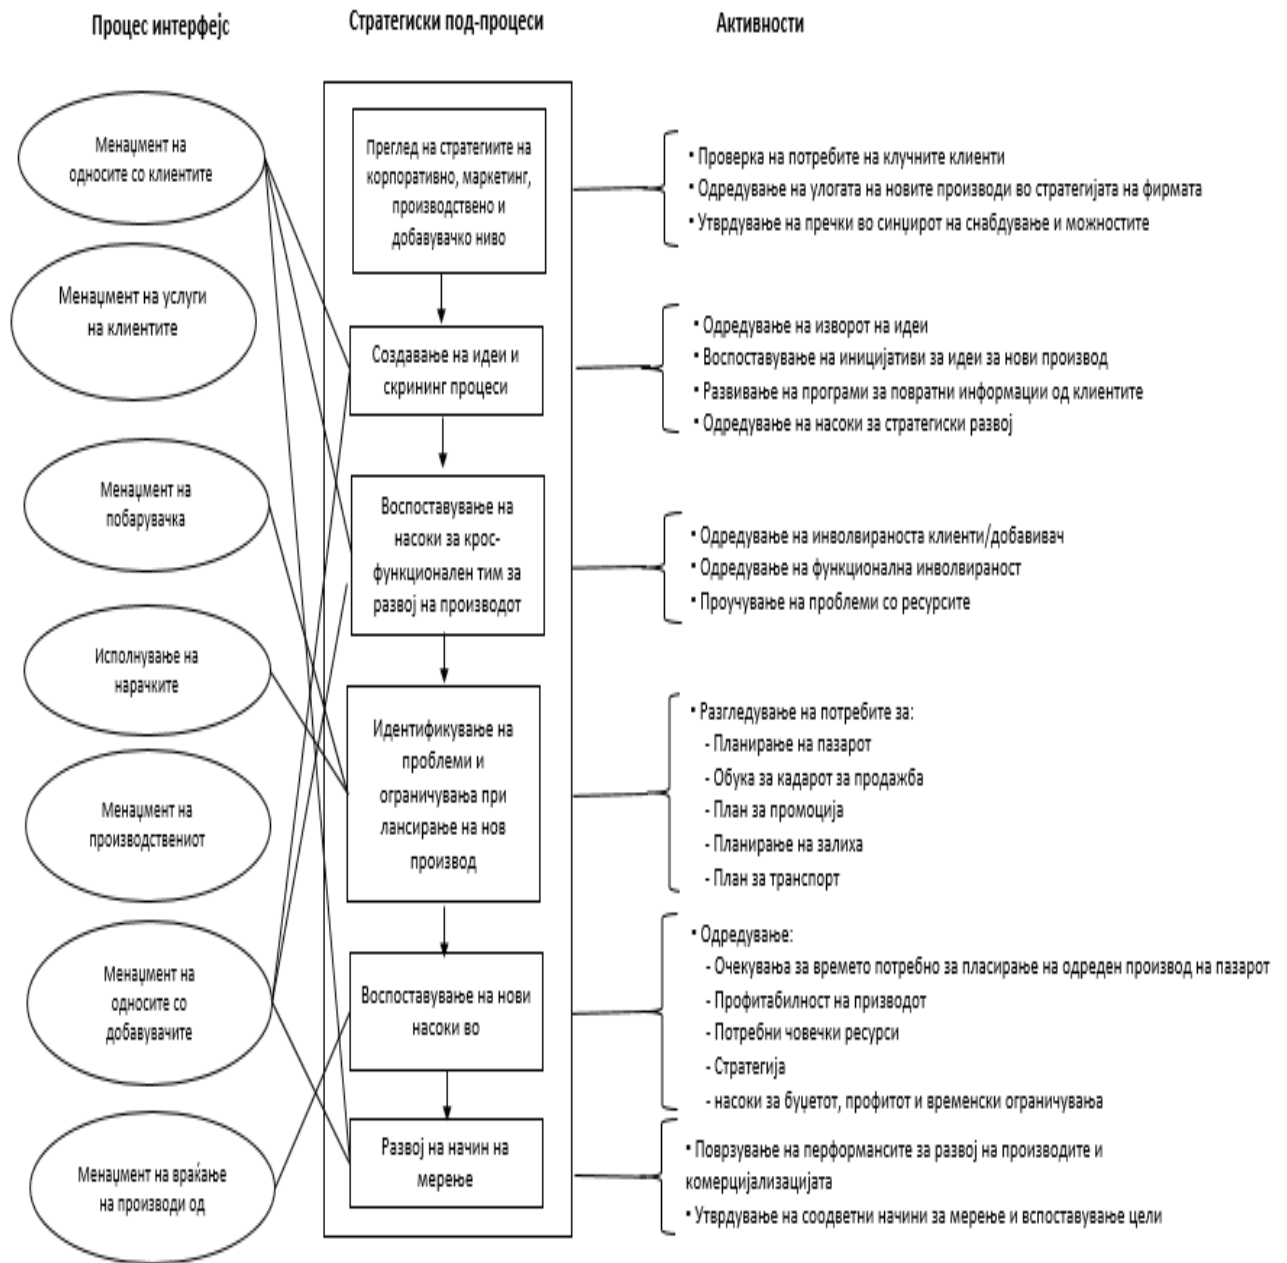 Процес интерфејс
Стратегиски под-процеси
Активности
Менаџмент на
односите со клиентите
Менаџмент на услуги
на клиентите
Менаџмент на
побарувачка
Исполнување на
нарачките
Менаџмент на
производствениот
Менаџмент на
односите со
добавувачите
Менаџмент на враќање
на производи од
Преглед на стратегиите на
корпоративно, маркетинг,
производствено и
добавувачко ниво
Создавање на идеи и
скрининг процеси
Воспоставување на
насоки за крос-
функционален тим за
развој на производот
Идентификување на
проблеми и
ограничувања при
лансирање на нов
производ
Воспоставување на нови
насоки во
Развој на начин на
мерење
▪ Проверка на потребите на клучните клиенти
▪ Одредување на улогата на новите производи во стратегијата на фирмата
▪ Утврдување на пречки во синџирот на снабдување и можностите
▪ Одредување на изворот на идеи
▪ Воспоставување на иницијативи за идеи за нови производ
▪ Развивање на програми за повратни информации од клиентите
▪ Одредување на насоки за стратегиски развој
▪ Одредување на инволвираноста клиенти/добавивач
▪ Одредување на функционална инволвираност
▪ Проучување на проблеми со ресурсите
▪ Разгледување на потребите за:
- Планирање на пазарот
- Обука за кадарот за продажба
- План за промоција
- Планирање на залиха
- План за транспорт
▪ Одредување:
- Очекувања за времето потребно за пласирање на одреден производ на пазарот
- Профитабилност на призводот
- Потребни човечки ресурси
- Стратегија
- насоки за буџетот, профитот и временски ограничувања
▪ Поврзување на перформансите за развој на производите и
комерцијализацијата
▪ Утврдување на соодветни начини за мерење и вспоставување цели